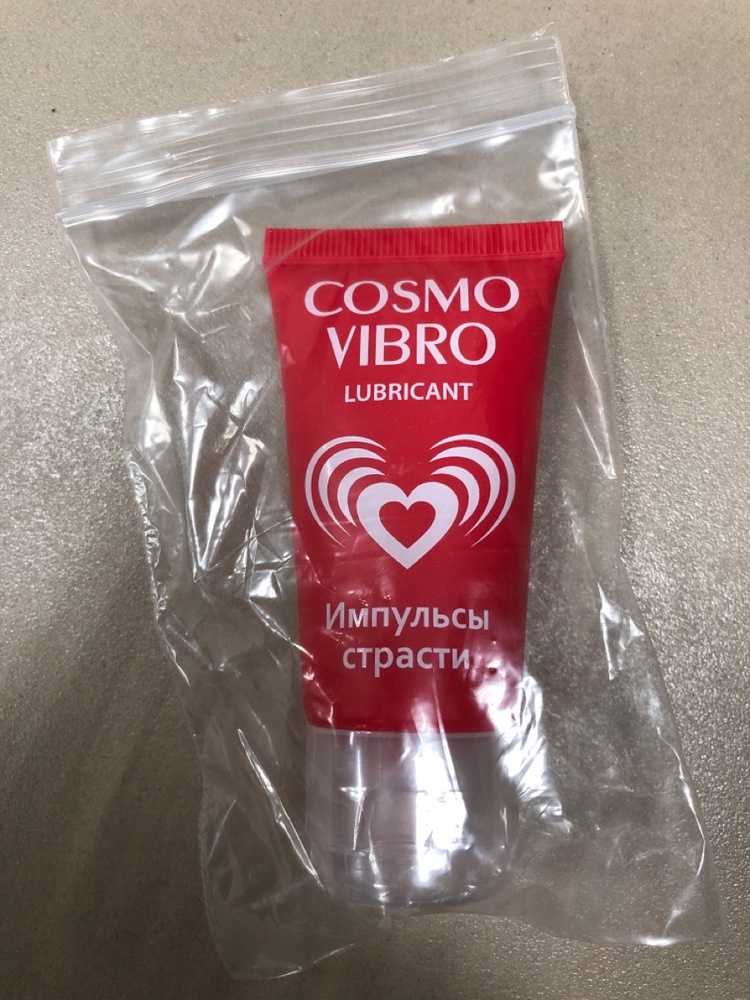 COSMO
VIBRO
LUBRICANT
Импульсы
страсти